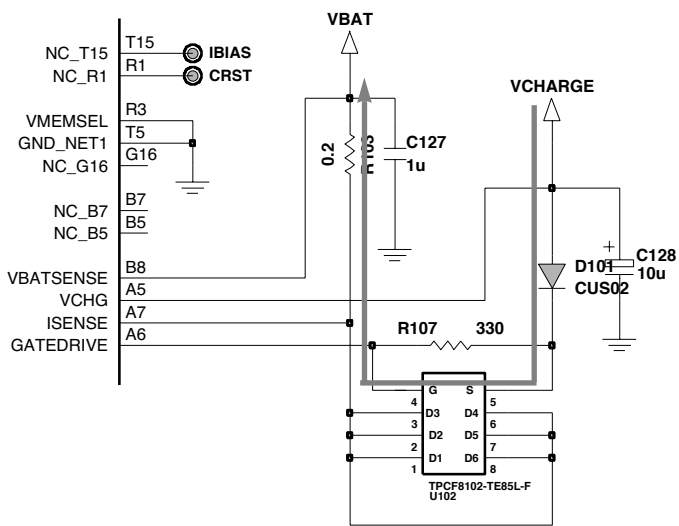 VBAT
NC_T15 T15 IBIAS
NC_R1 R1 CRST
VCHARGE
VMEMSEL R3
GND_NET1 T5
NC_G16 G16
0.2 R103 C127
1u
NC_B7 B7
NC_B5 B5
VBATSENSE B8
VCHG A5
ISENSE A7
GATEDRIVE A6
D101
CUS02
+ C128
10u
R107 330
G S
4 5
D3 D4
3 6
D2 D5
2 7
D1 D6
1 8
TPCF8102-TE85L-F
U102